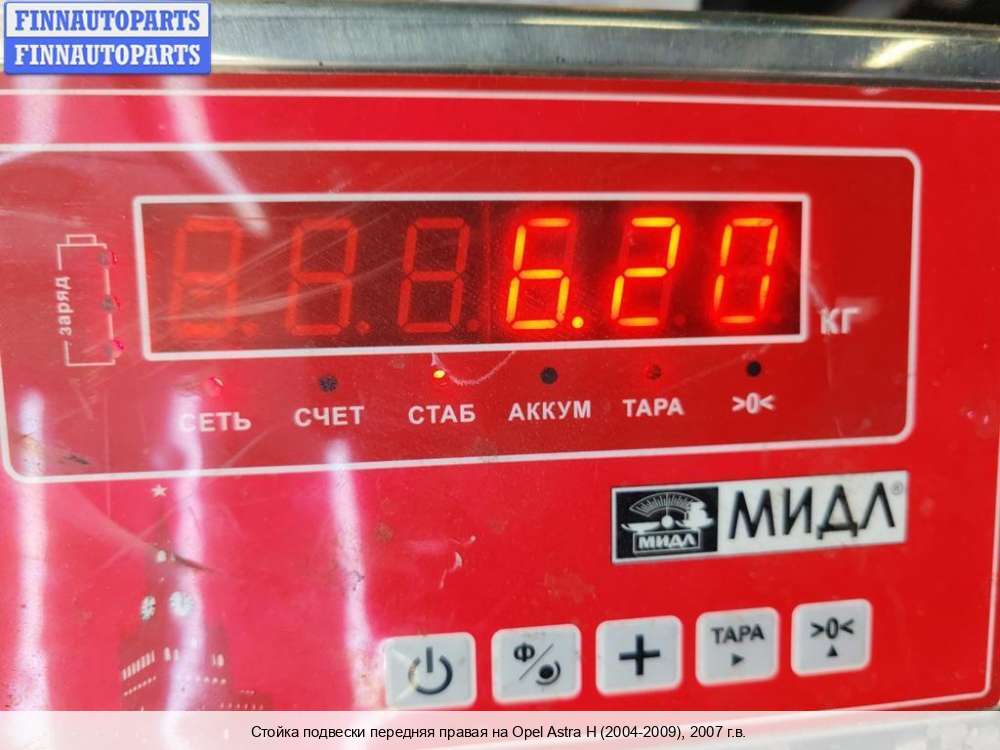 FINNAUTOPARTS
FINNAUTOPARTS
6.20
КГ
заряд
СЕТЬ СЧЕТ СТАБ АККУМ ТАРА >0<
МИДЛ МИДЛ®
Ф ТАРА >0<
Стойка подвески передняя правая на Opel Astra H (2004-2009), 2007 г.в.